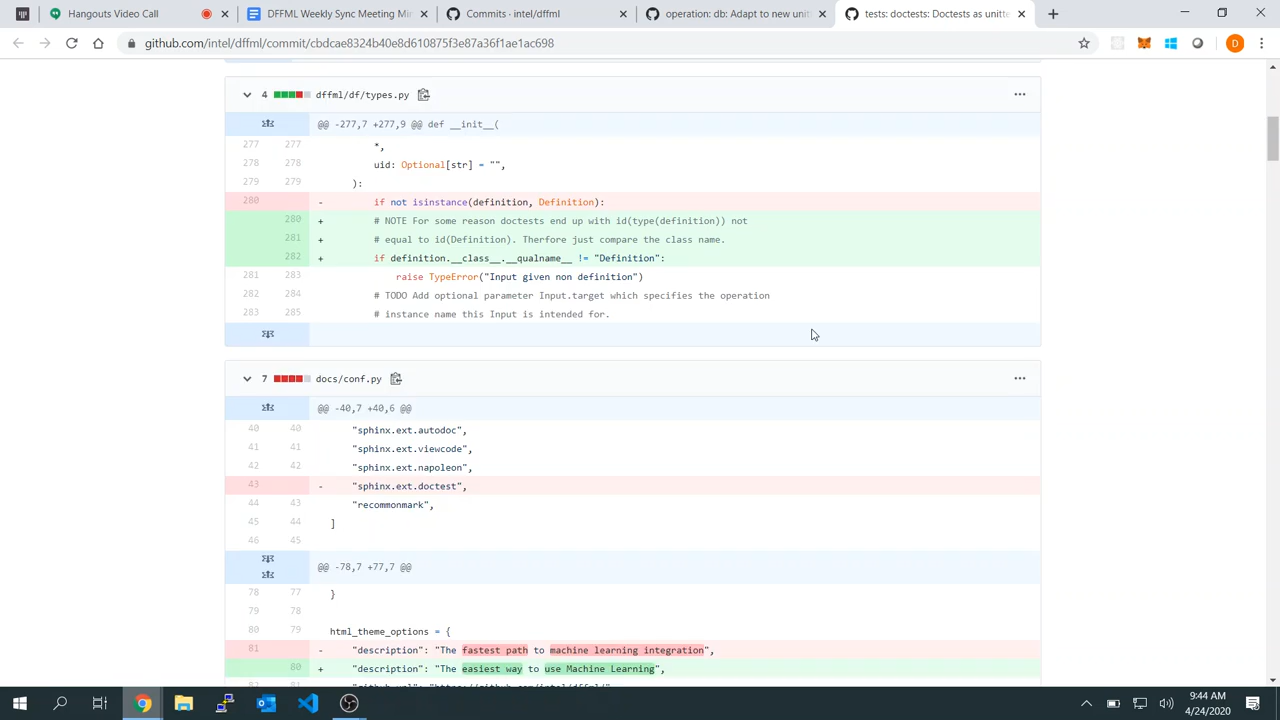 Hangouts Video Call
DFFML Weekly Sync Meeting Min
Commits · intel/dffml
operation: db: Adapt to new unit
tests: doctests: Doctests as unitte
github.com/intel/dffml/commit/cbdcae8324b40e8d610875f3e87a36f1ae1ac698
D
4 dffml/df/types.py
@@ -277,7 +277,9 @@ def __init__(
277 277 *,
278 278 uid: Optional[str] = "",
279 279 ):
280 - if not isinstance(definition, Definition):
280 + # NOTE For some reason doctests end up with id(type(definition)) not
281 + # equal to id(Definition). Therfore just compare the class name.
282 + if definition.__class__.__qualname__ != "Definition":
281 283 raise TypeError("Input given non definition")
282 284 # TODO Add optional parameter Input.target which specifies the operation
283 285 # instance name this Input is intended for.
7 docs/conf.py
@@ -40,7 +40,6 @@
40 40 "sphinx.ext.autodoc",
41 41 "sphinx.ext.viewcode",
42 42 "sphinx.ext.napoleon",
43 - "sphinx.ext.doctest",
44 43 "recommonmark",
45 44 ]
46 45
@@ -78,7 +77,7 @@
78 77 }
79 78
80 79 html_theme_options = {
81 - "description": "The fastest path to machine learning integration",
80 + "description": "The easiest way to use Machine Learning",
82 81 "github_url": "https://github.com/intel/dffml/"
9:44 AM
4/24/2020